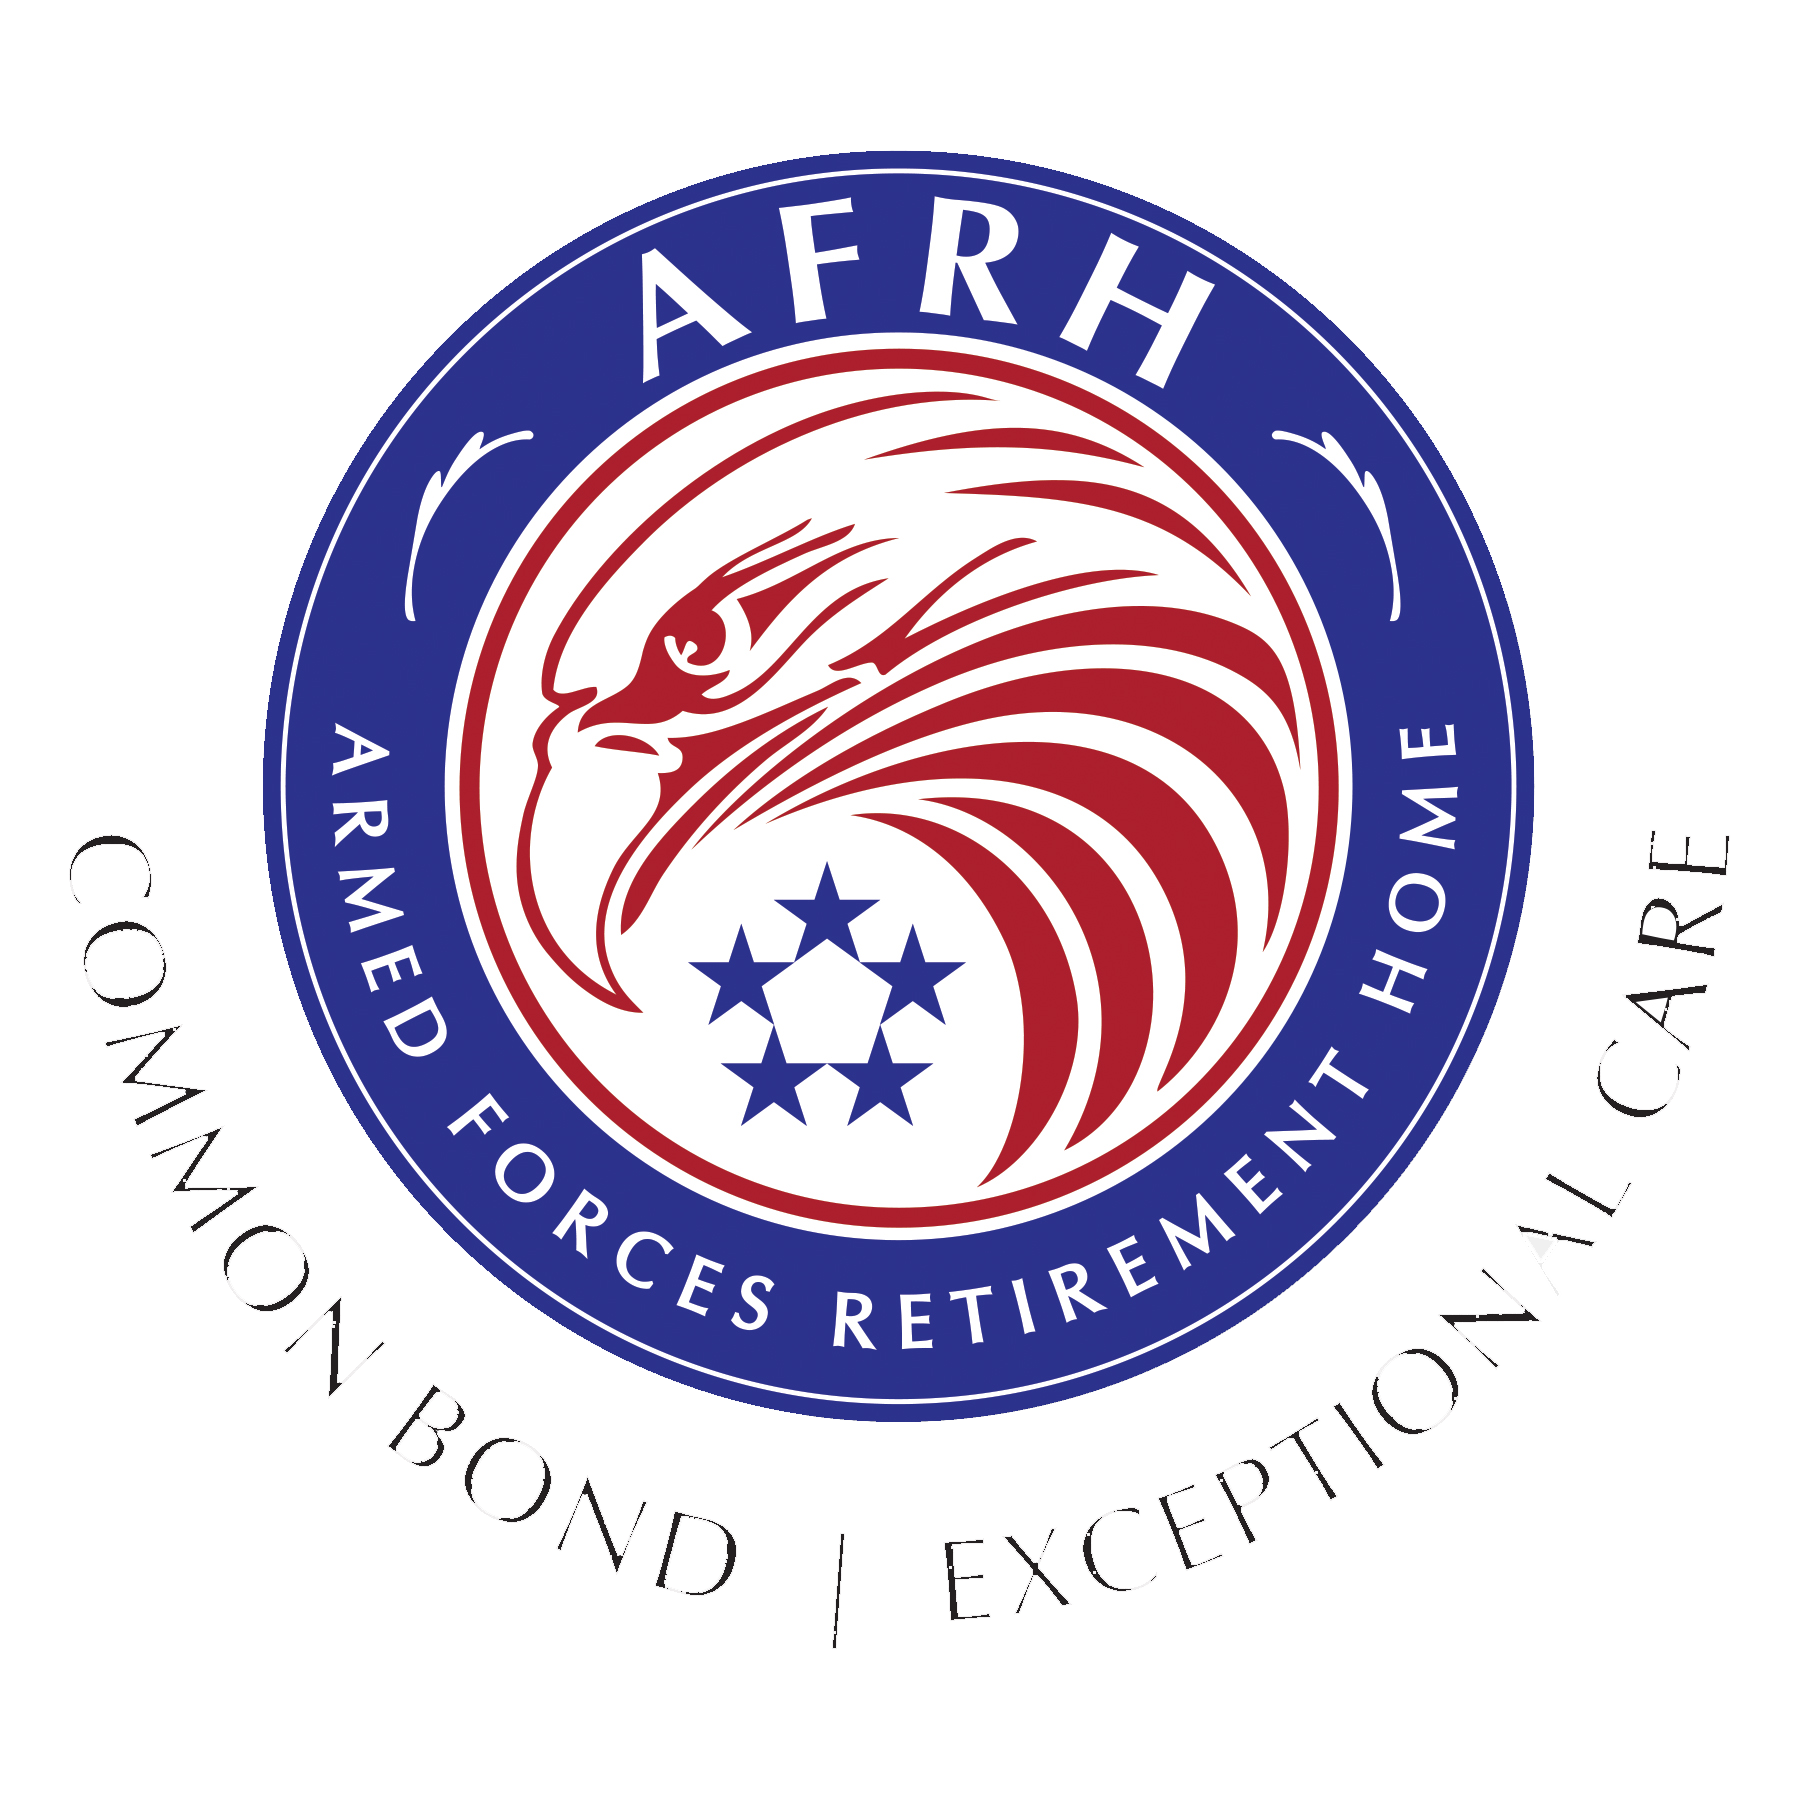 AFRH
ARMED FORCES RETIREMENT HOME
COMMON BOND | EXCEPTIONAL CARE